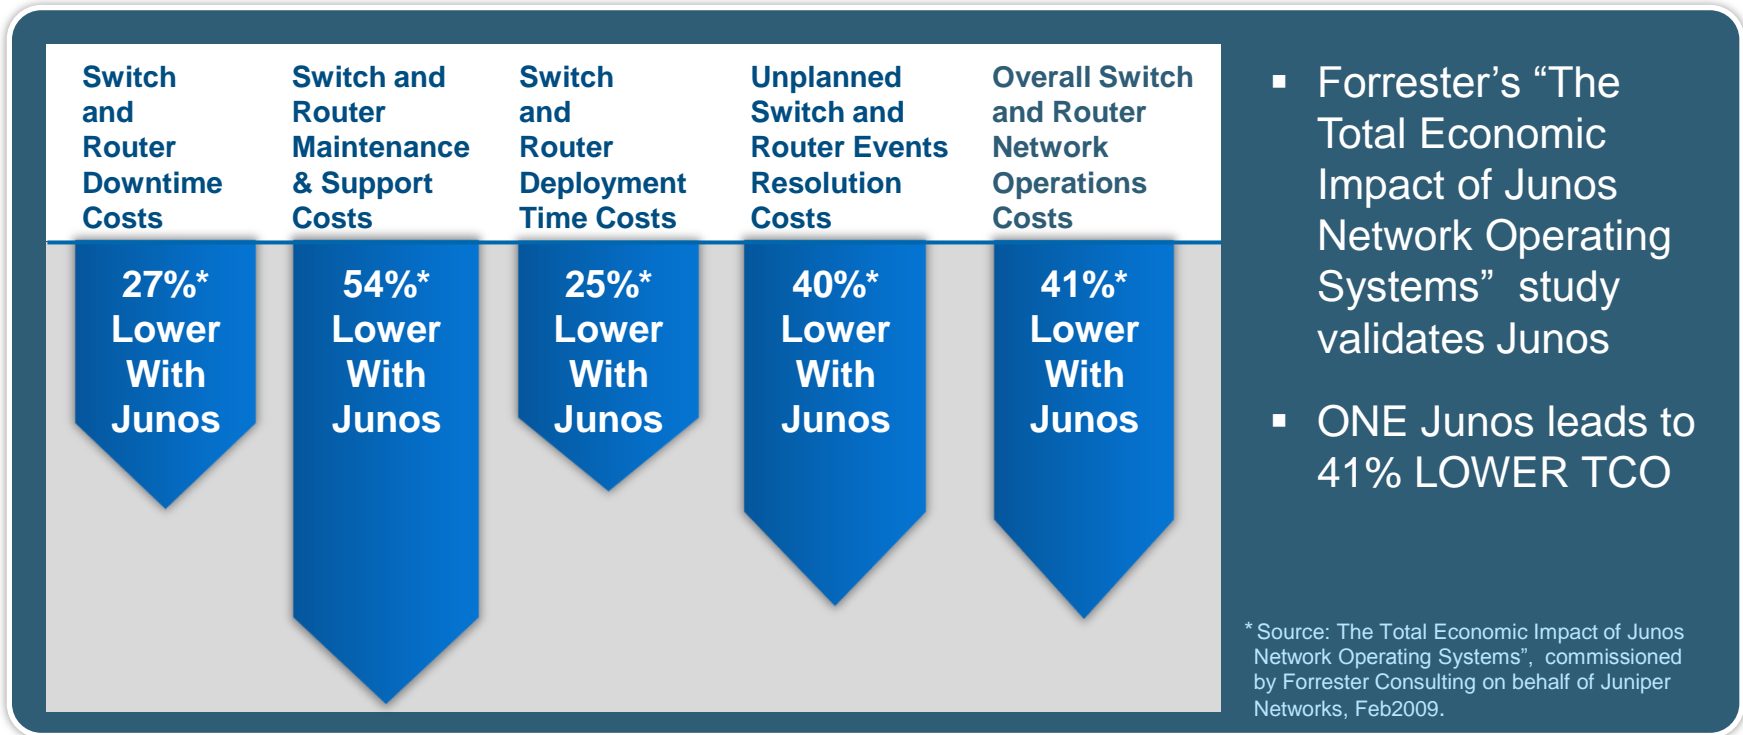 Switch
and
Router
Downtime
Costs
Switch and
Router
Maintenance
& Support
Costs
Switch
and
Router
Deployment
Time Costs
Unplanned
Switch and
Router Events
Resolution
Costs
Overall Switch
and Router
Network
Operations
Costs
27%*
Lower
With
Junos
54%*
Lower
With
Junos
25%*
Lower
With
Junos
40%*
Lower
With
Junos
41%*
Lower
With
Junos
▪ Forrester’s “The
Total Economic
Impact of Junos
Network Operating
Systems” study
validates Junos
▪ ONE Junos leads to
41% LOWER TCO
* Source: The Total Economic Impact of Junos
Network Operating Systems”, commissioned
by Forrester Consulting on behalf of Juniper
Networks, Feb2009.